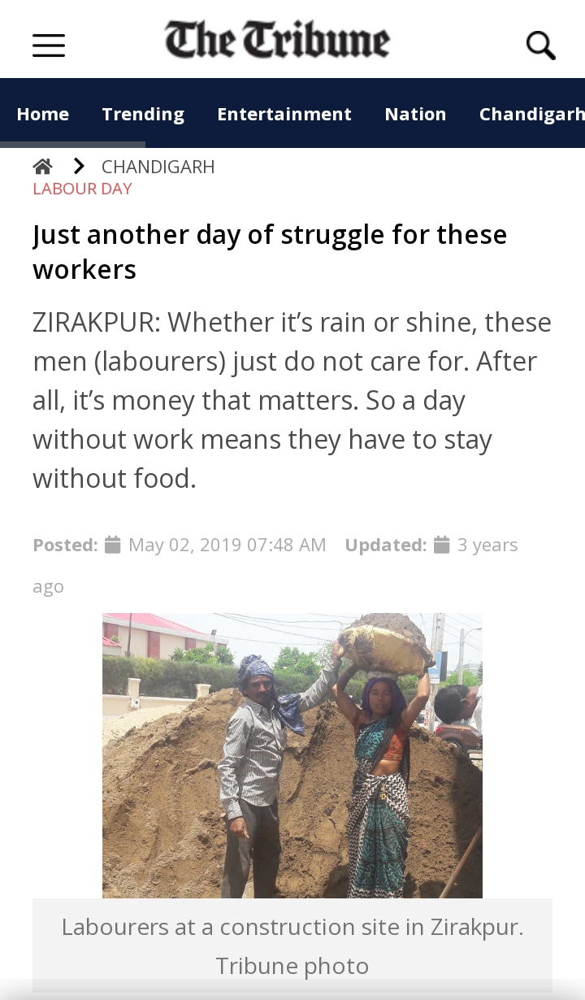 The Tribune
Home Trending Entertainment Nation Chandigarh
CHANDIGARH
LABOUR DAY
Just another day of struggle for these
workers
ZIRAKPUR: Whether it’s rain or shine, these
men (labourers) just do not care for. After
all, it’s money that matters. So a day
without work means they have to stay
without food.
Posted: May 02, 2019 07:48 AM Updated: 3 years
ago
Labourers at a construction site in Zirakpur.
Tribune photo